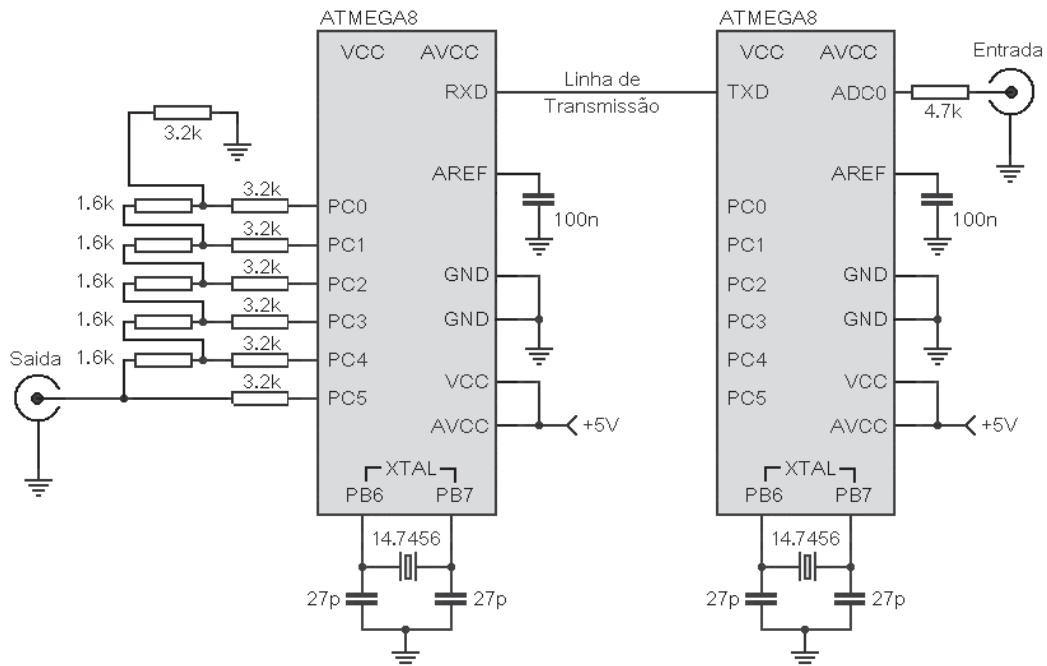 ATMEGA8
VCC AVCC
RXD
Linha de
Transmissão
3.2k
AREF
100n
1.6k 3.2k PC0
1.6k 3.2k PC1
1.6k 3.2k PC2
1.6k 3.2k PC3
1.6k 3.2k PC4
3.2k PC5
Saida
GND
GND
VCC
AVCC
+5V
XTAL
PB6 PB7
14.7456
27p 27p
ATMEGA8
VCC AVCC
TXD ADC0
4.7k
Entrada
AREF
100n
PC0
PC1
PC2
PC3
PC4
PC5
GND
GND
VCC
AVCC
+5V
XTAL
PB6 PB7
14.7456
27p 27p